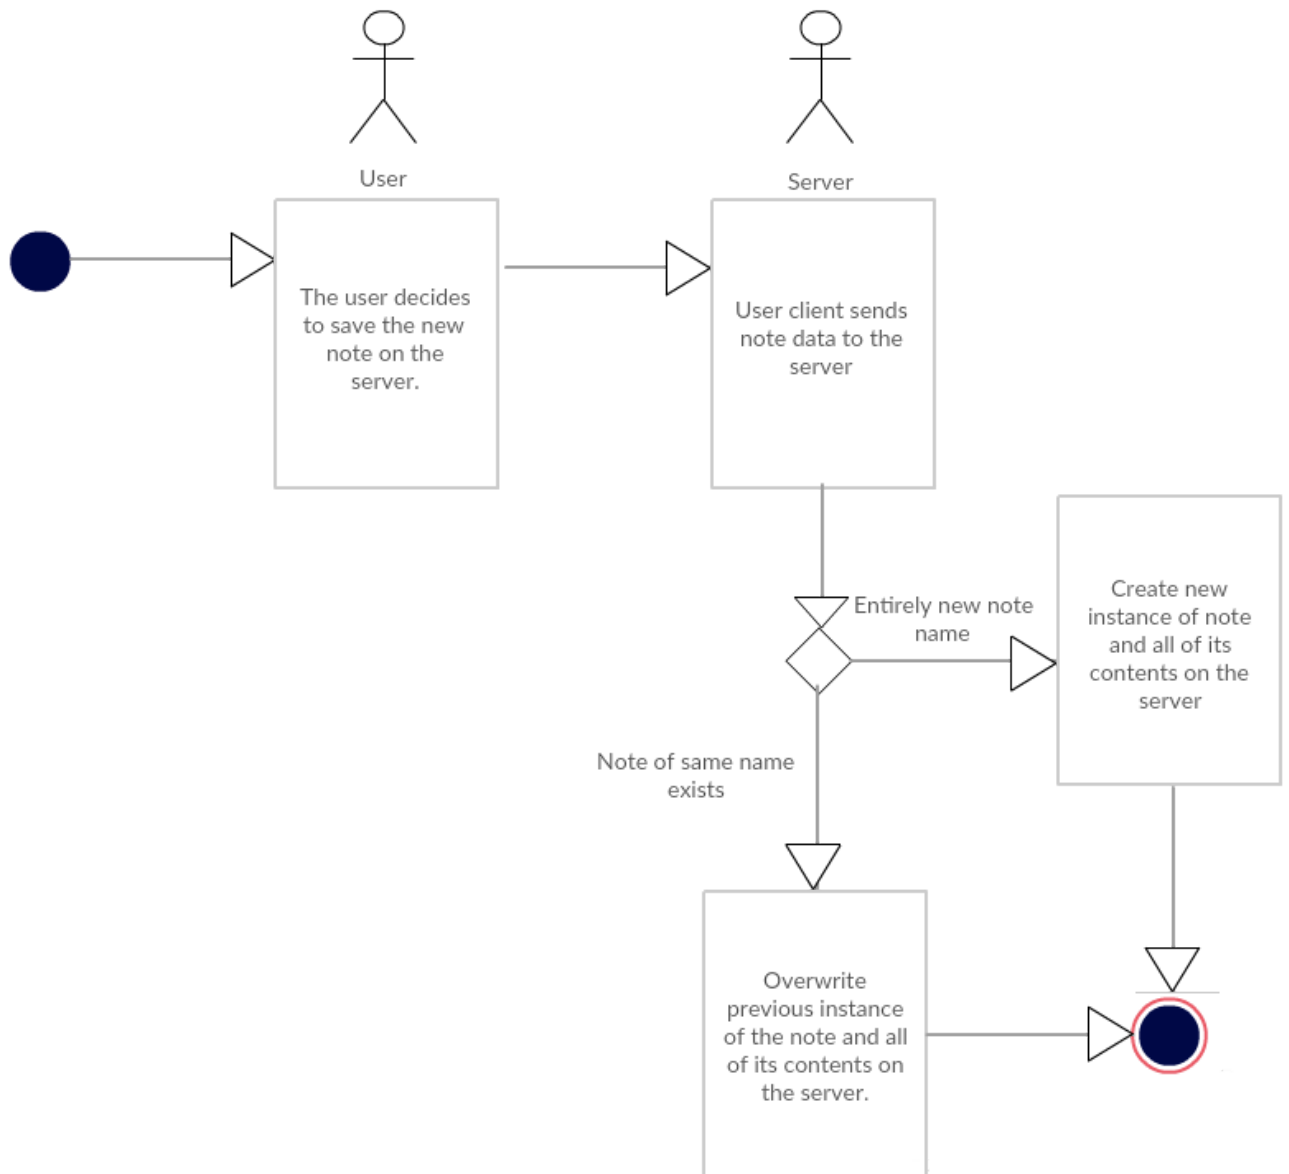 User
Server
The user decides
to save the new
note on the
server.
User client sends
note data to the
server
Entirely new note
name
Create new
instance of note
and all of its
contents on the
server
Note of same name
exists
Overwrite
previous instance
of the note and all
of its contents on
the server.